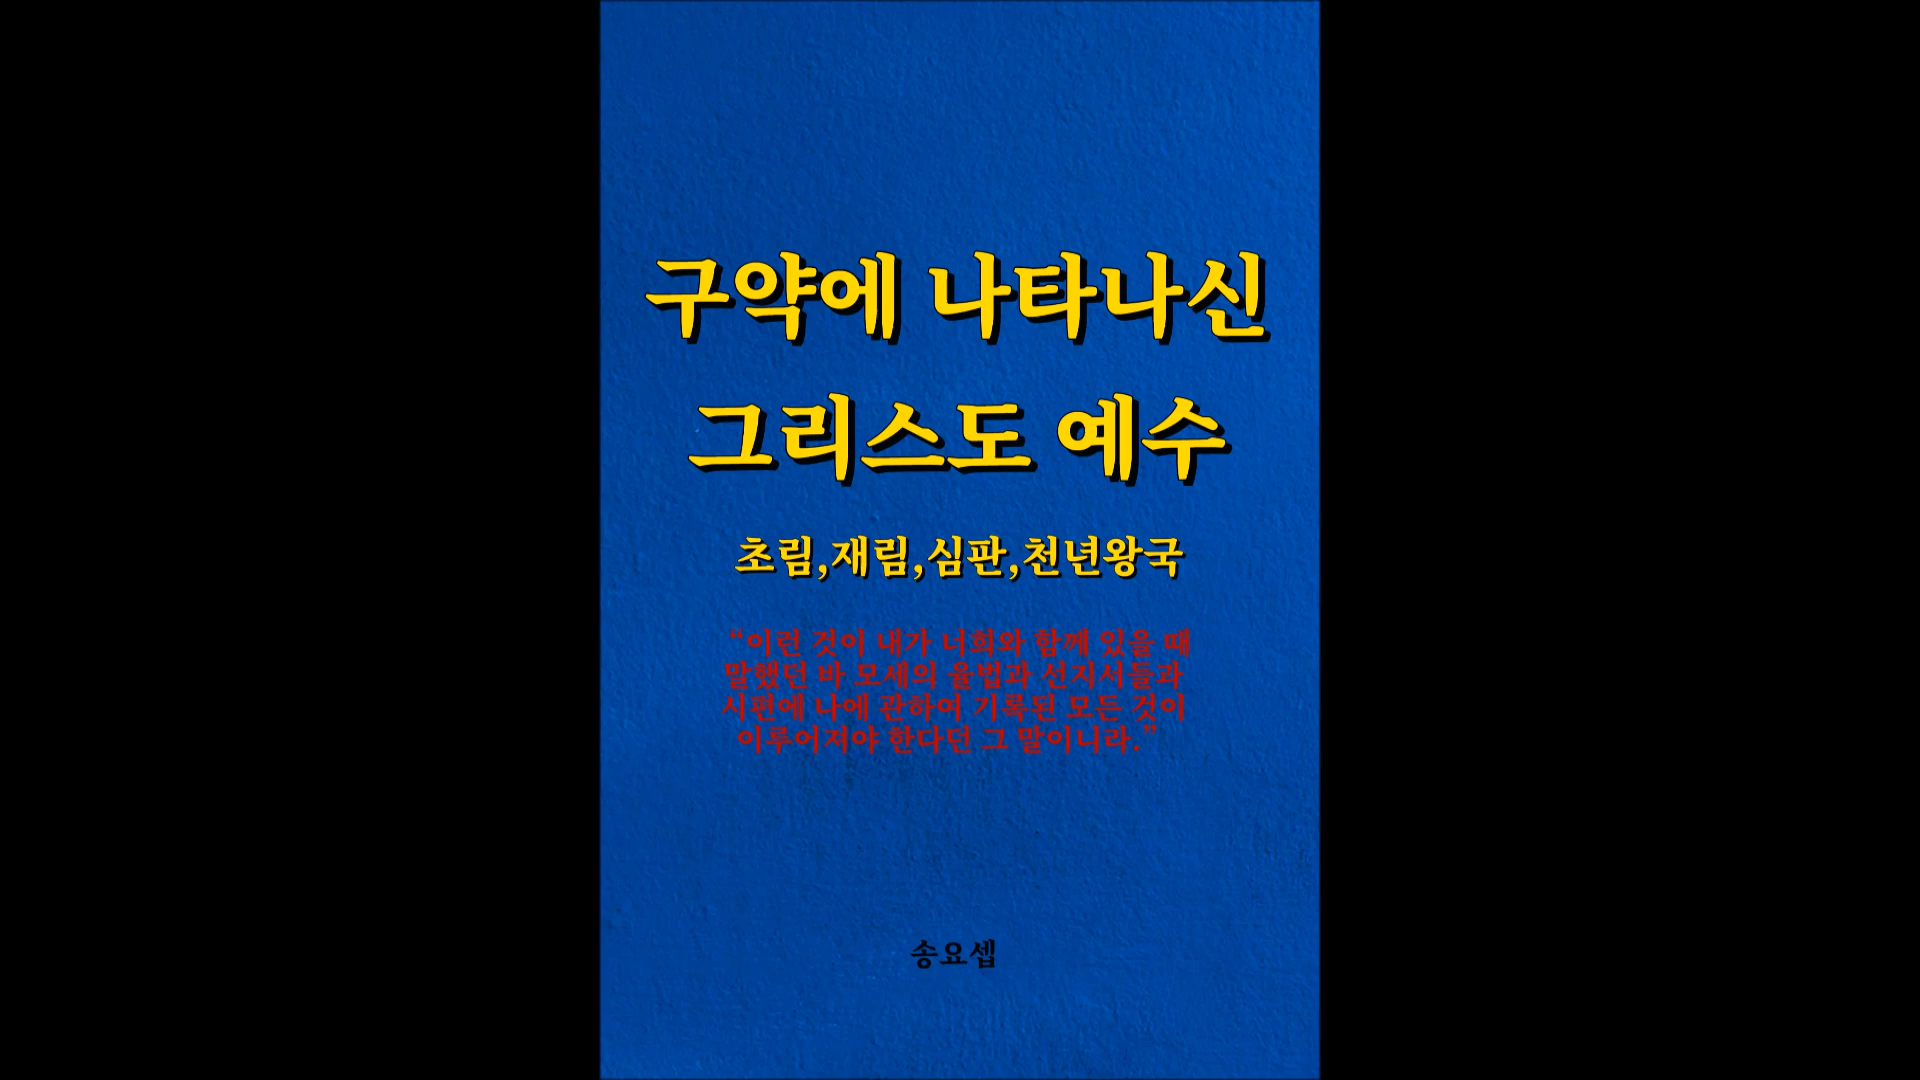 구약에 나타나신
그리스도 예수
초림,재림,심판,천년왕국
“이런 것이 내가 너희와 함께 있을 때
말했던 바 모세의 율법과 선지서들과
시편에 나에 관하여 기록된 모든 것이
이루어져야 한다던 그 말이니라.”
송요셉